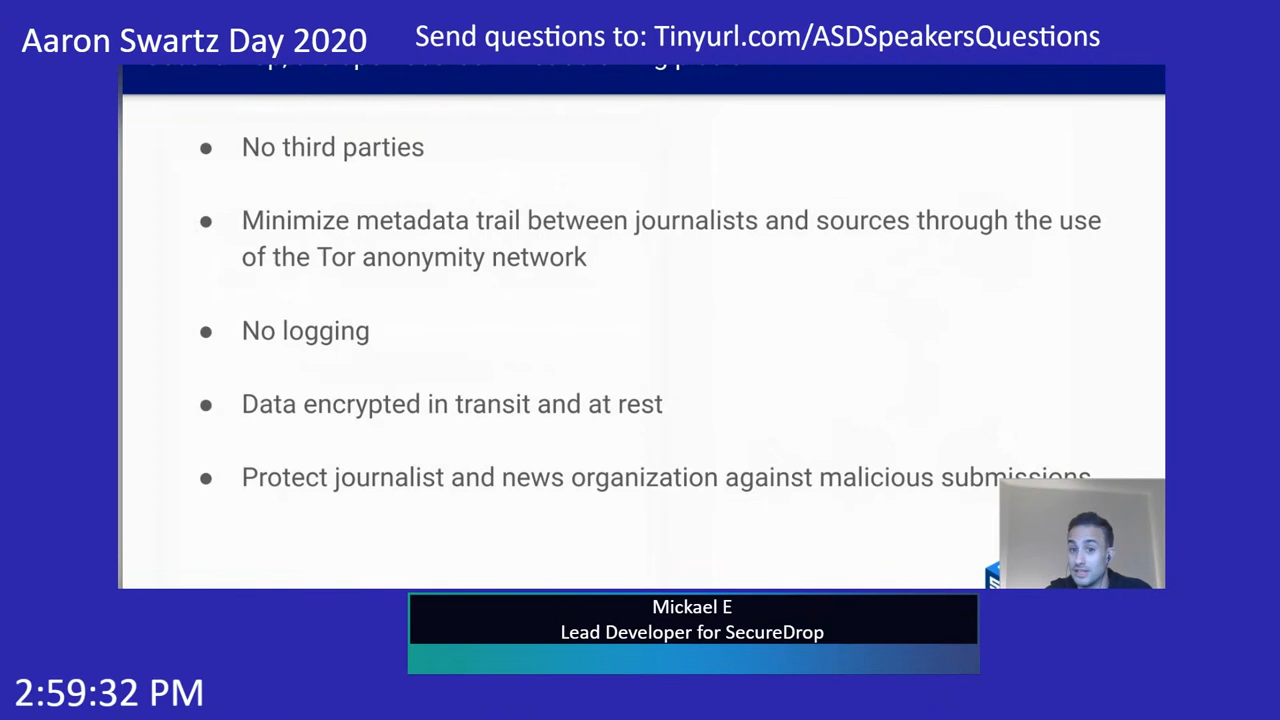 Aaron Swartz Day 2020
Send questions to: Tinyurl.com/ASDSpeakersQuestions
No third parties
Minimize metadata trail between journalists and sources through the use
of the Tor anonymity network
No logging
Data encrypted in transit and at rest
Protect journalist and news organization against malicious submissions
Mickael E
Lead Developer for SecureDrop
2:59:32 PM